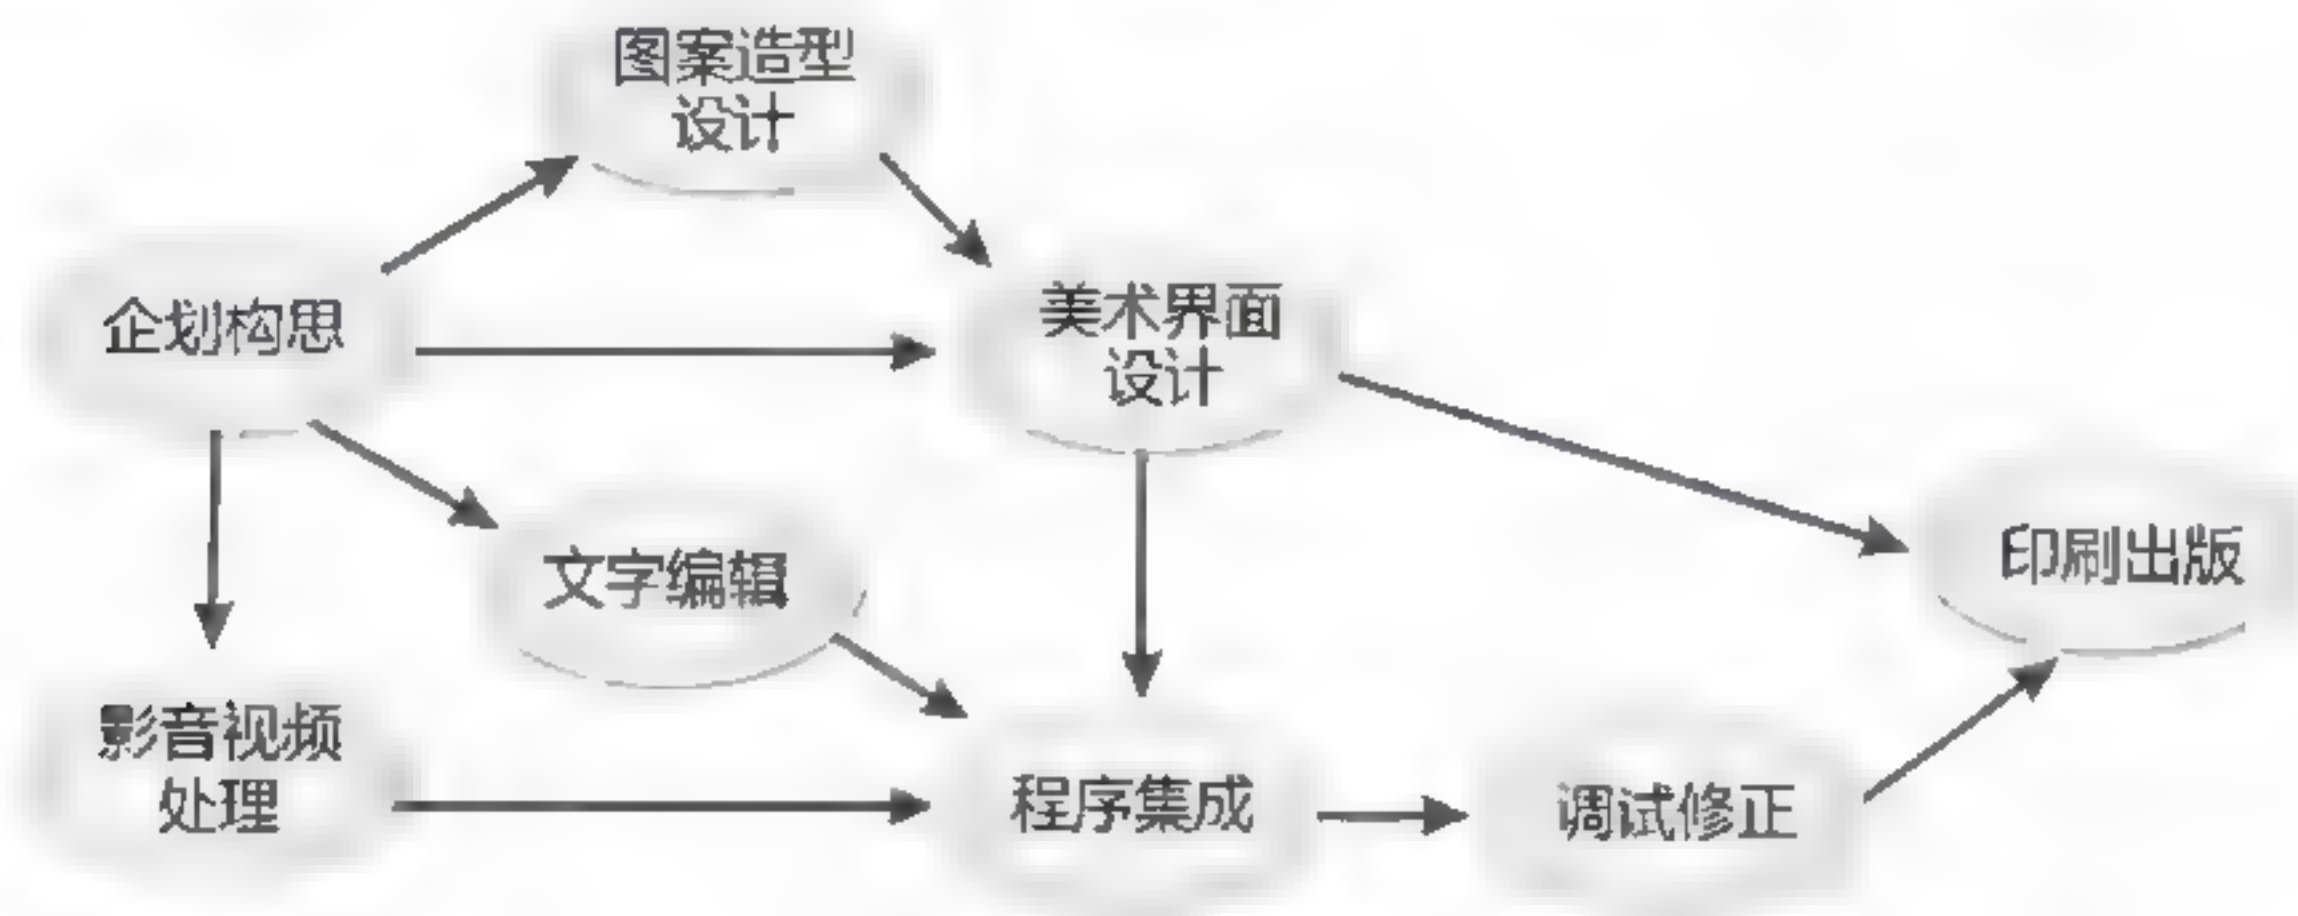 图案造型
设计
企划构思
美术界面
设计
文字编辑
印刷出版
影音视频
处理
程序集成
调试修正